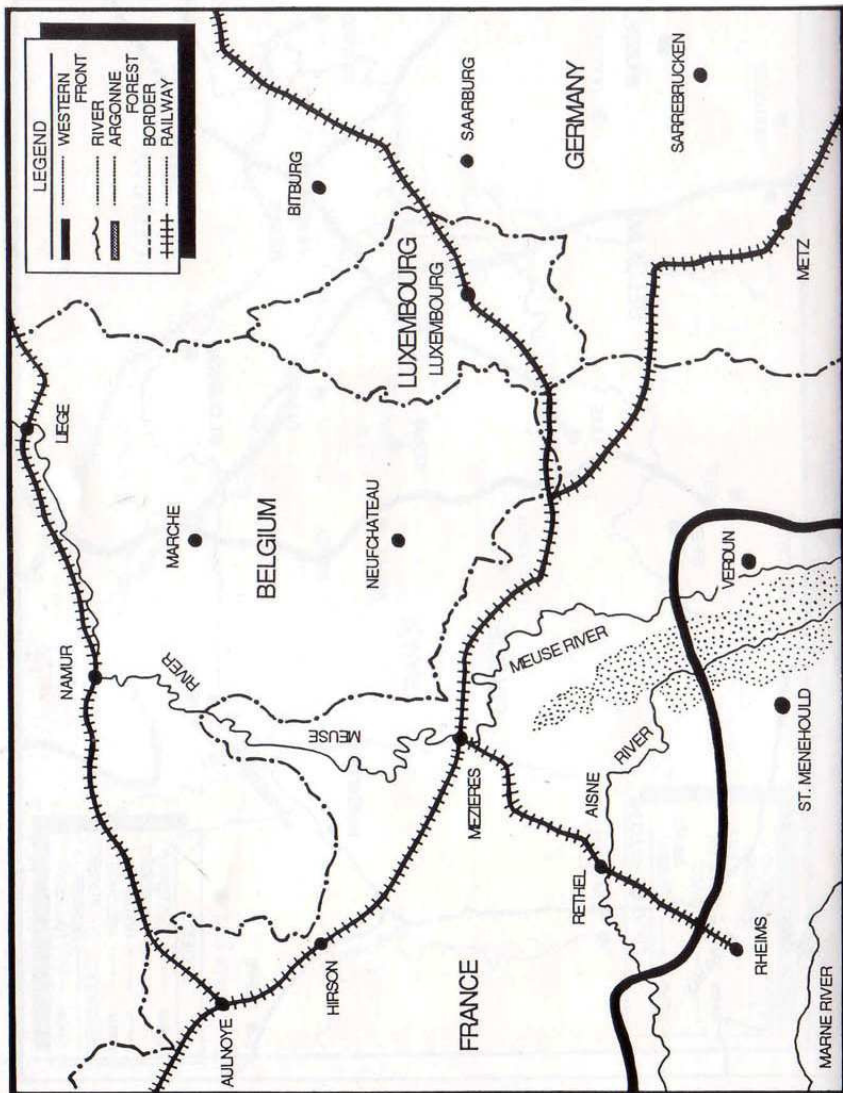 LEGEND
WESTERN
FRONT
RIVER
ARGONNE
FOREST
BORDER
RAILWAY
LIEGE
NAMUR
MARCHE
RIVER
AULNOYE
BELGIUM
BITBURG
HIRSON
MEUSE
NEUFCHATEAU
LUXEMBOURG
LUXEMBOURG
SAARBURG
FRANCE
MEZIERES
MEUSE RIVER
GERMANY
RETHEL
AISNE
RIVER
SARREBRUCKEN
VERDUN
RHEIMS
ST. MENEHOULD
METZ
MARNE RIVER